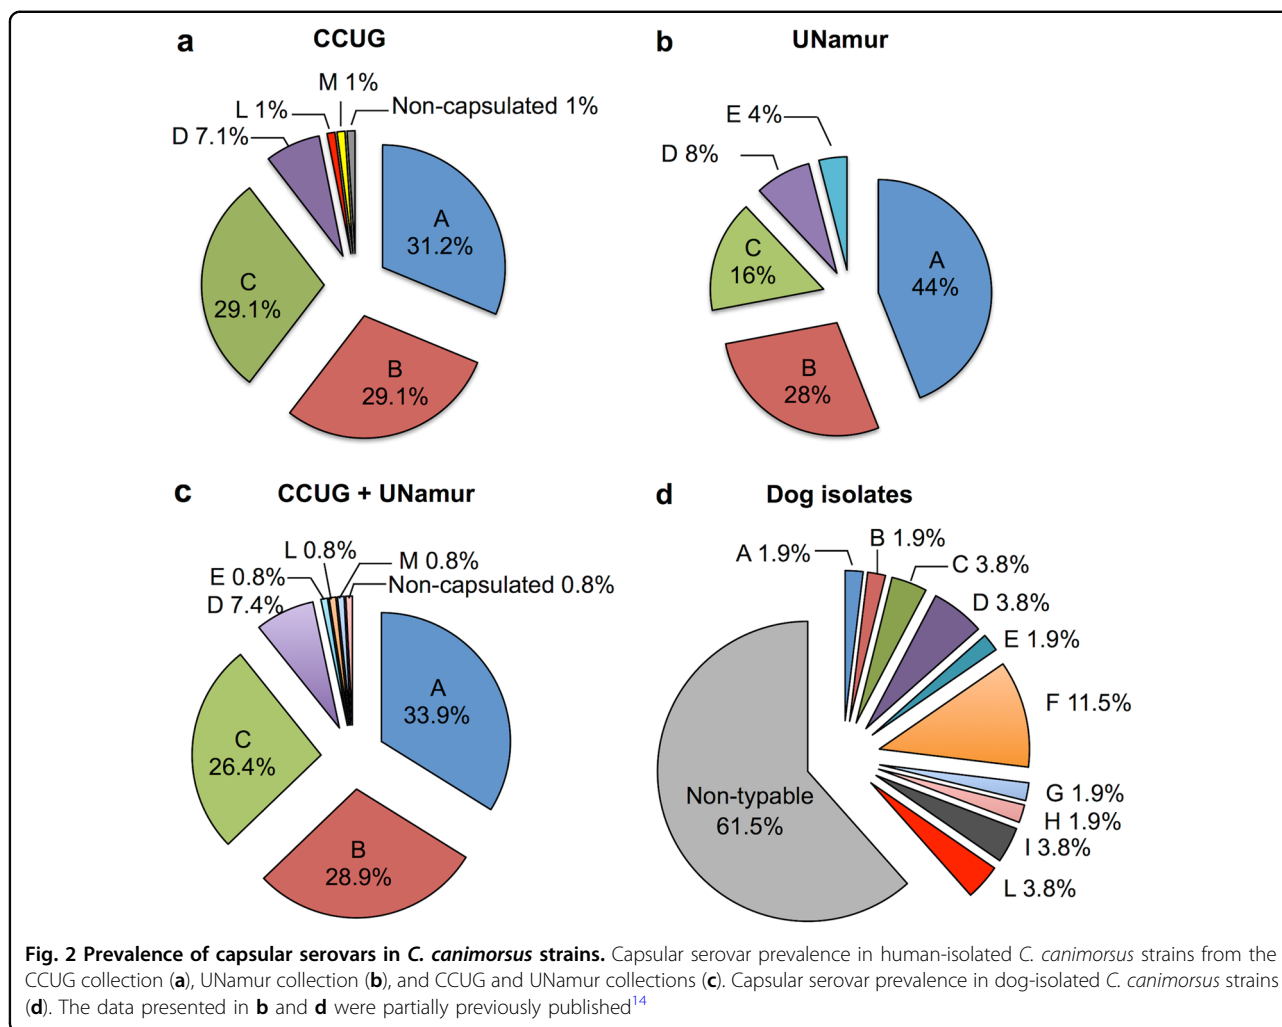 a CCUG
M 1%
L 1%
Non-capsulated 1%
D 7.1%
A
31.2%
C
29.1%
B
29.1%
b UNamur
E 4%
D 8%
C
16%
A
44%
B
28%
c CCUG + UNamur
L 0.8%
M 0.8%
E 0.8%
Non-capsulated 0.8%
D 7.4%
A
33.9%
C
26.4%
B
28.9%
d Dog isolates
A 1.9%
B 1.9%
C 3.8%
D 3.8%
E 1.9%
F 11.5%
G 1.9%
H 1.9%
I 3.8%
L 3.8%
Non-typable
61.5%
Fig. 2 Prevalence of capsular serovars in C. canimorsus strains. Capsular serovar prevalence in human-isolated C. canimorsus strains from the
CCUG collection (a), UNamur collection (b), and CCUG and UNamur collections (c). Capsular serovar prevalence in dog-isolated C. canimorsus strains
(d). The data presented in b and d were partially previously published14